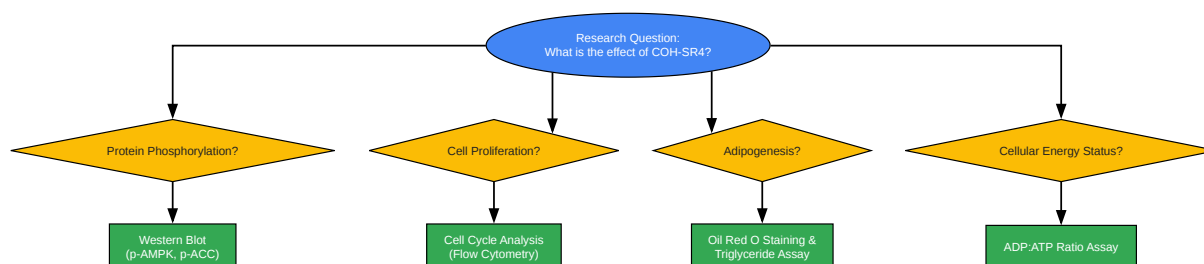 Research Question:
What is the effect of COH-SR4?
Protein Phosphorylation?
Cell Proliferation?
Adipogenesis?
Cellular Energy Status?
Western Blot
(p-AMPK, p-ACC)
Cell Cycle Analysis
(Flow Cytometry)
Oil Red O Staining &
Triglyceride Assay
ADP:ATP Ratio Assay